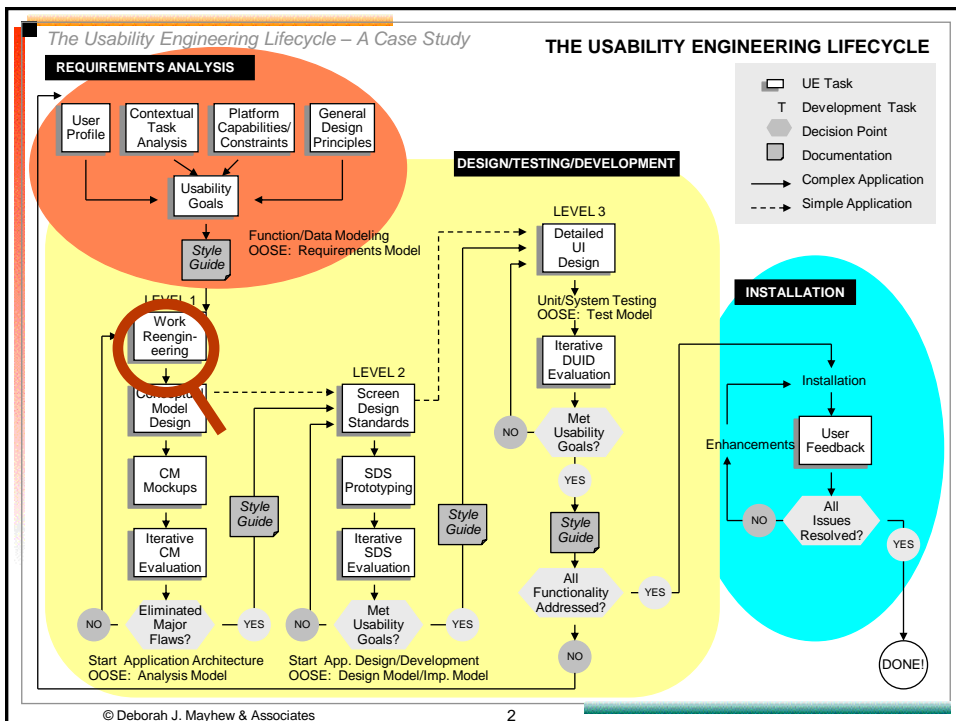 The Usability Engineering Lifecycle – A Case Study
THE USABILITY ENGINEERING LIFECYCLE
REQUIREMENTS ANALYSIS
UE Task
T Development Task
Decision Point
Documentation
Complex Application
Simple Application
User
Profile
Contextual
Task
Analysis
Platform
Capabilities/
Constraints
General
Design
Principles
Usability
Goals
Style
Guide
Function/Data Modeling
OOSE: Requirements Model
DESIGN/TESTING/DEVELOPMENT
LEVEL 1
Work
Reengin-
eering
Conceptual
Model
Design
CM
Mockups
Iterative
CM
Evaluation
Eliminated
Major
Flaws?
NO
YES
Style
Guide
Start Application Architecture
OOSE: Analysis Model
LEVEL 2
Screen
Design
Standards
SDS
Prototyping
Iterative
SDS
Evaluation
Met
Usability
Goals?
NO
YES
Style
Guide
Start App. Design/Development
OOSE: Design Model/Imp. Model
LEVEL 3
Detailed
UI
Design
Unit/System Testing
OOSE: Test Model
Iterative
DUID
Evaluation
Met
Usability
Goals?
NO
YES
Style
Guide
All
Functionality
Addressed?
YES
NO
INSTALLATION
Installation
Enhancements
User
Feedback
All
Issues
Resolved?
NO
YES
DONE!
© Deborah J. Mayhew & Associates
2